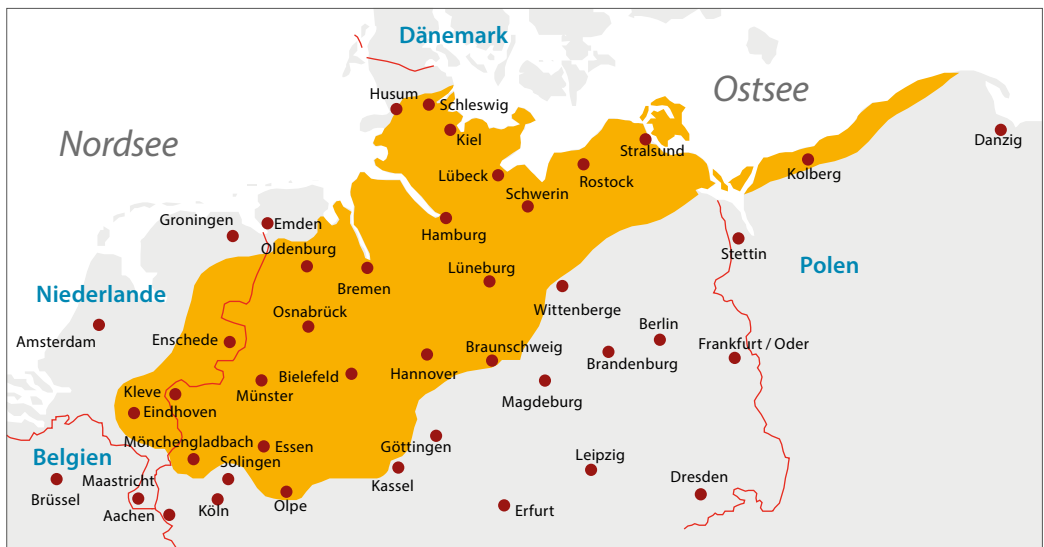 Dänemark
Ostsee
Husum
Schleswig
Nordsee
Kiel
Stralsund
Danzig
Lübeck
Rostock
Kolberg
Schwerin
Groningen
Emden
Hamburg
Oldenburg
Stettin
Lüneburg
Polen
Bremen
Niederlande
Wittenberge
Osnabrück
Amsterdam
Enschede
Berlin
Braunschweig
Frankfurt / Oder
Brandenburg
Hannover
Bielefeld
Kleve
Münster
Magdeburg
Eindhoven
Mönchengladbach
Essen
Göttingen
Belgien
Solingen
Leipzig
Maastricht
Kassel
Dresden
Brüssel
Köln
Olpe
Aachen
Erfurt